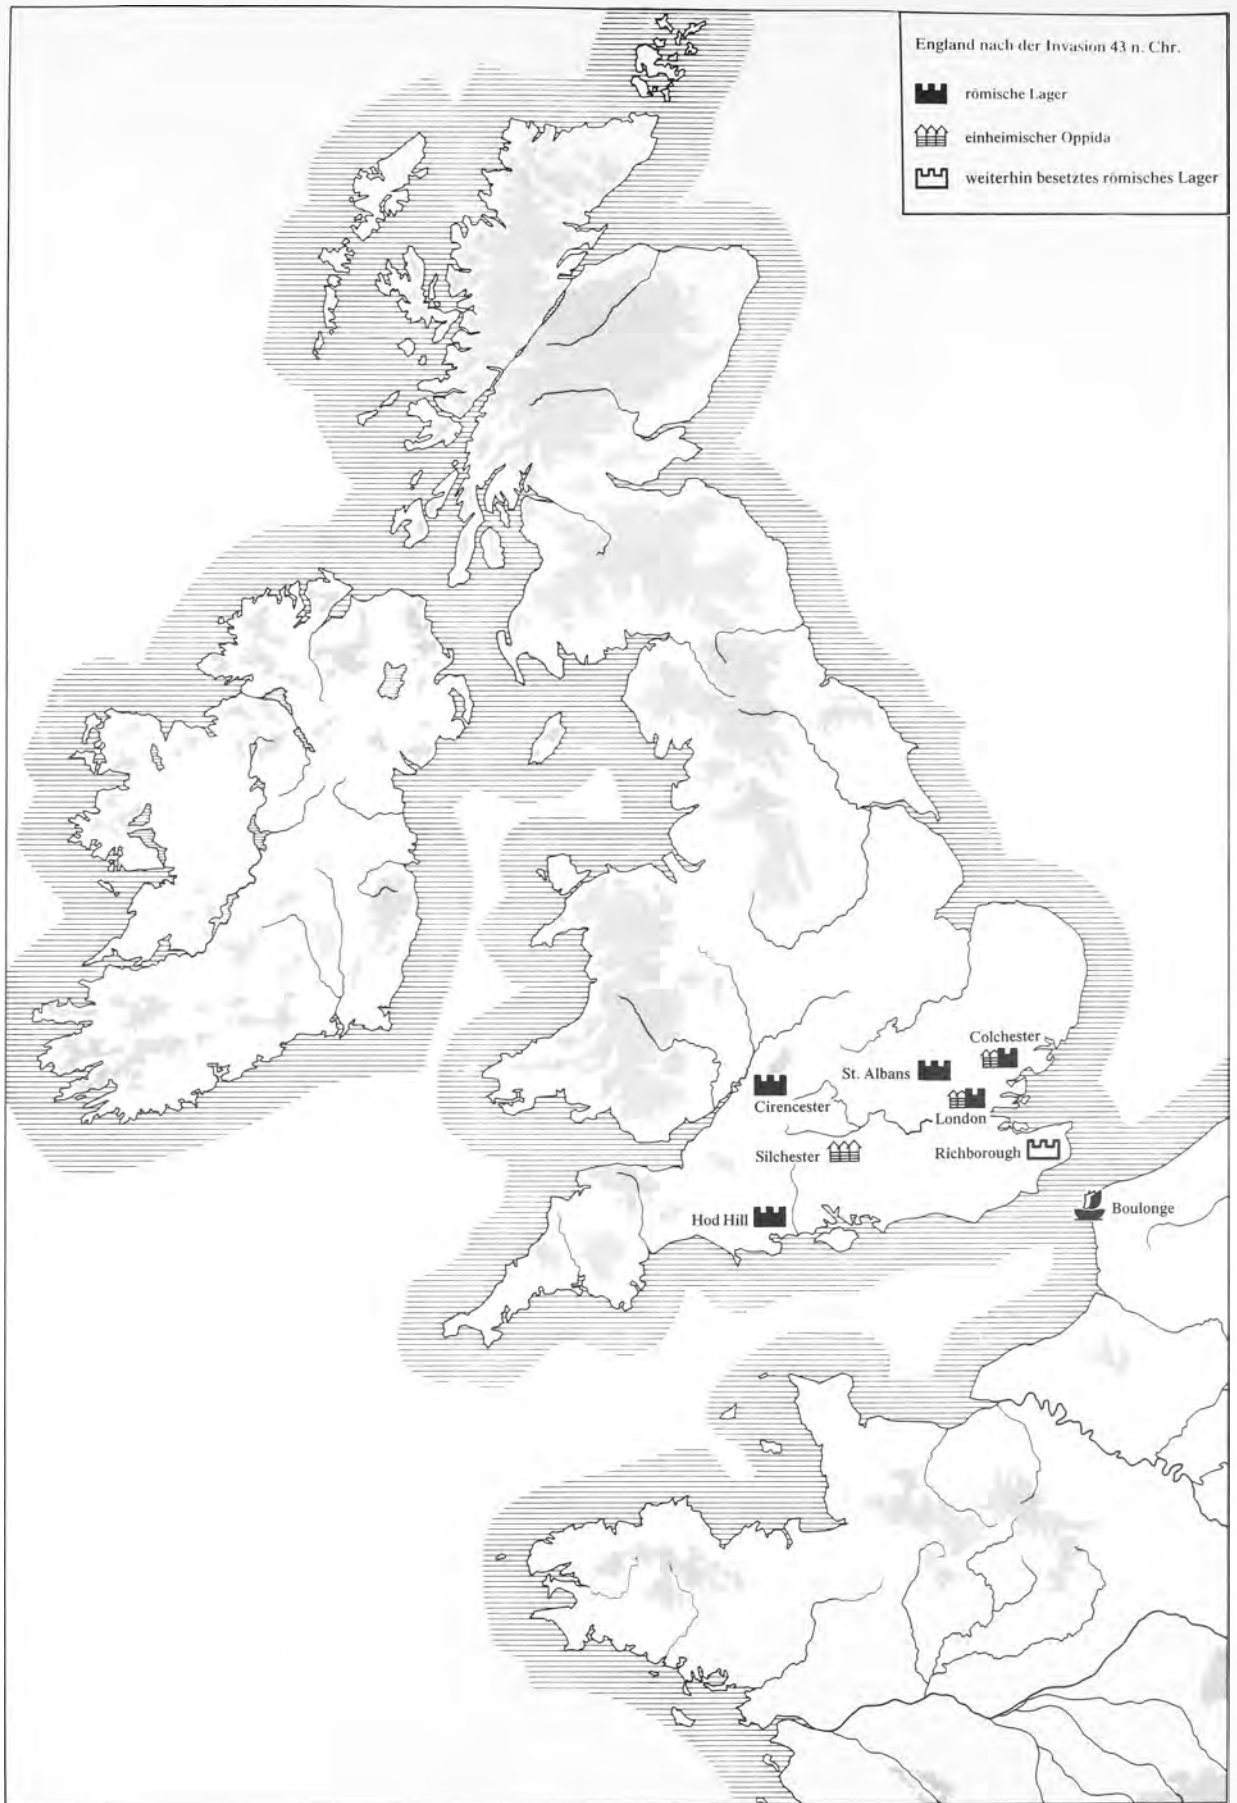 England nach der Invasion 43 n. Chr.
römische Lager
einheimischer Oppida
weiterhin besetztes römisches Lager
Colchester
St. Albans
Cirencester
London
Silchester
Richborough
Hod Hill
Boulonge